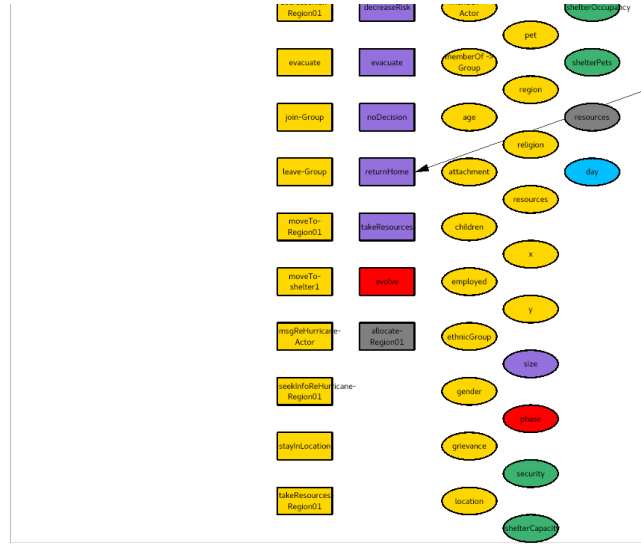 Region01
evacuate
join-Group
leave-Group
moveTo-
Region01
moveTo-
shelter1
msgReHurricane-
Actor
seekInfoReHurricane-
Region01
stayInLocation
takeResources
Region01
decreaseRisk
evacuate
noDecision
returnHome
takeResources
evolve
allocate-
Region01
Actor
memberOf ->
Group
age
attachment
children
employed
ethnicGroup
gender
grievance
location
pet
region
religion
resources
x
y
size
phase
security
shelterCapacity
shelterOccupancy
shelterPets
resources
day